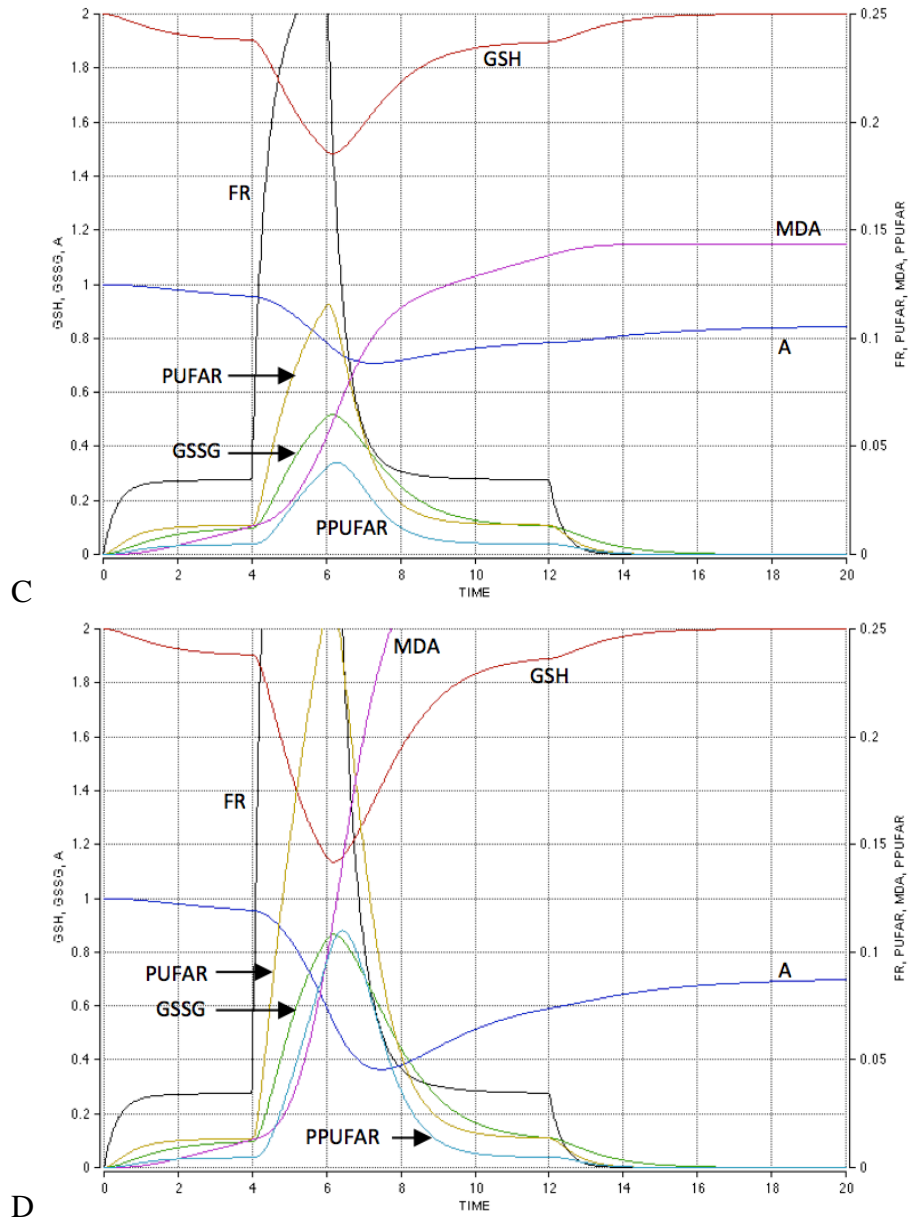 2
1.8
1.6
1.4
1.2
1
0.8
0.6
0.4
0.2
0
GSH, GSSG, A
0.25
0.2
0.15
0.1
0.05
0
FR, PUFAR, MDA, PPUFAR
GSH
FR
MDA
A
PUFAR
GSSG
PPUFAR
0 2 4 6 8 10 12 14 16 18 20
TIME
C
2
1.8
1.6
1.4
1.2
1
0.8
0.6
0.4
0.2
0
GSH, GSSG, A
0.25
0.2
0.15
0.1
0.05
0
FR, PUFAR, MDA, PPUFAR
MDA
GSH
FR
A
PUFAR
GSSG
PPUFAR
0 2 4 6 8 10 12 14 16 18 20
TIME
D